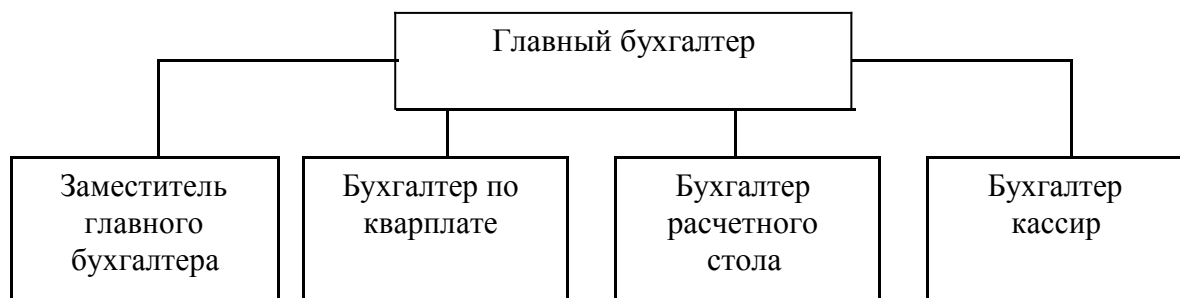 Главный бухгалтер
Заместитель
главного
бухгалтера
Бухгалтер по
кварплате
Бухгалтер
расчетного
стола
Бухгалтер
кассир